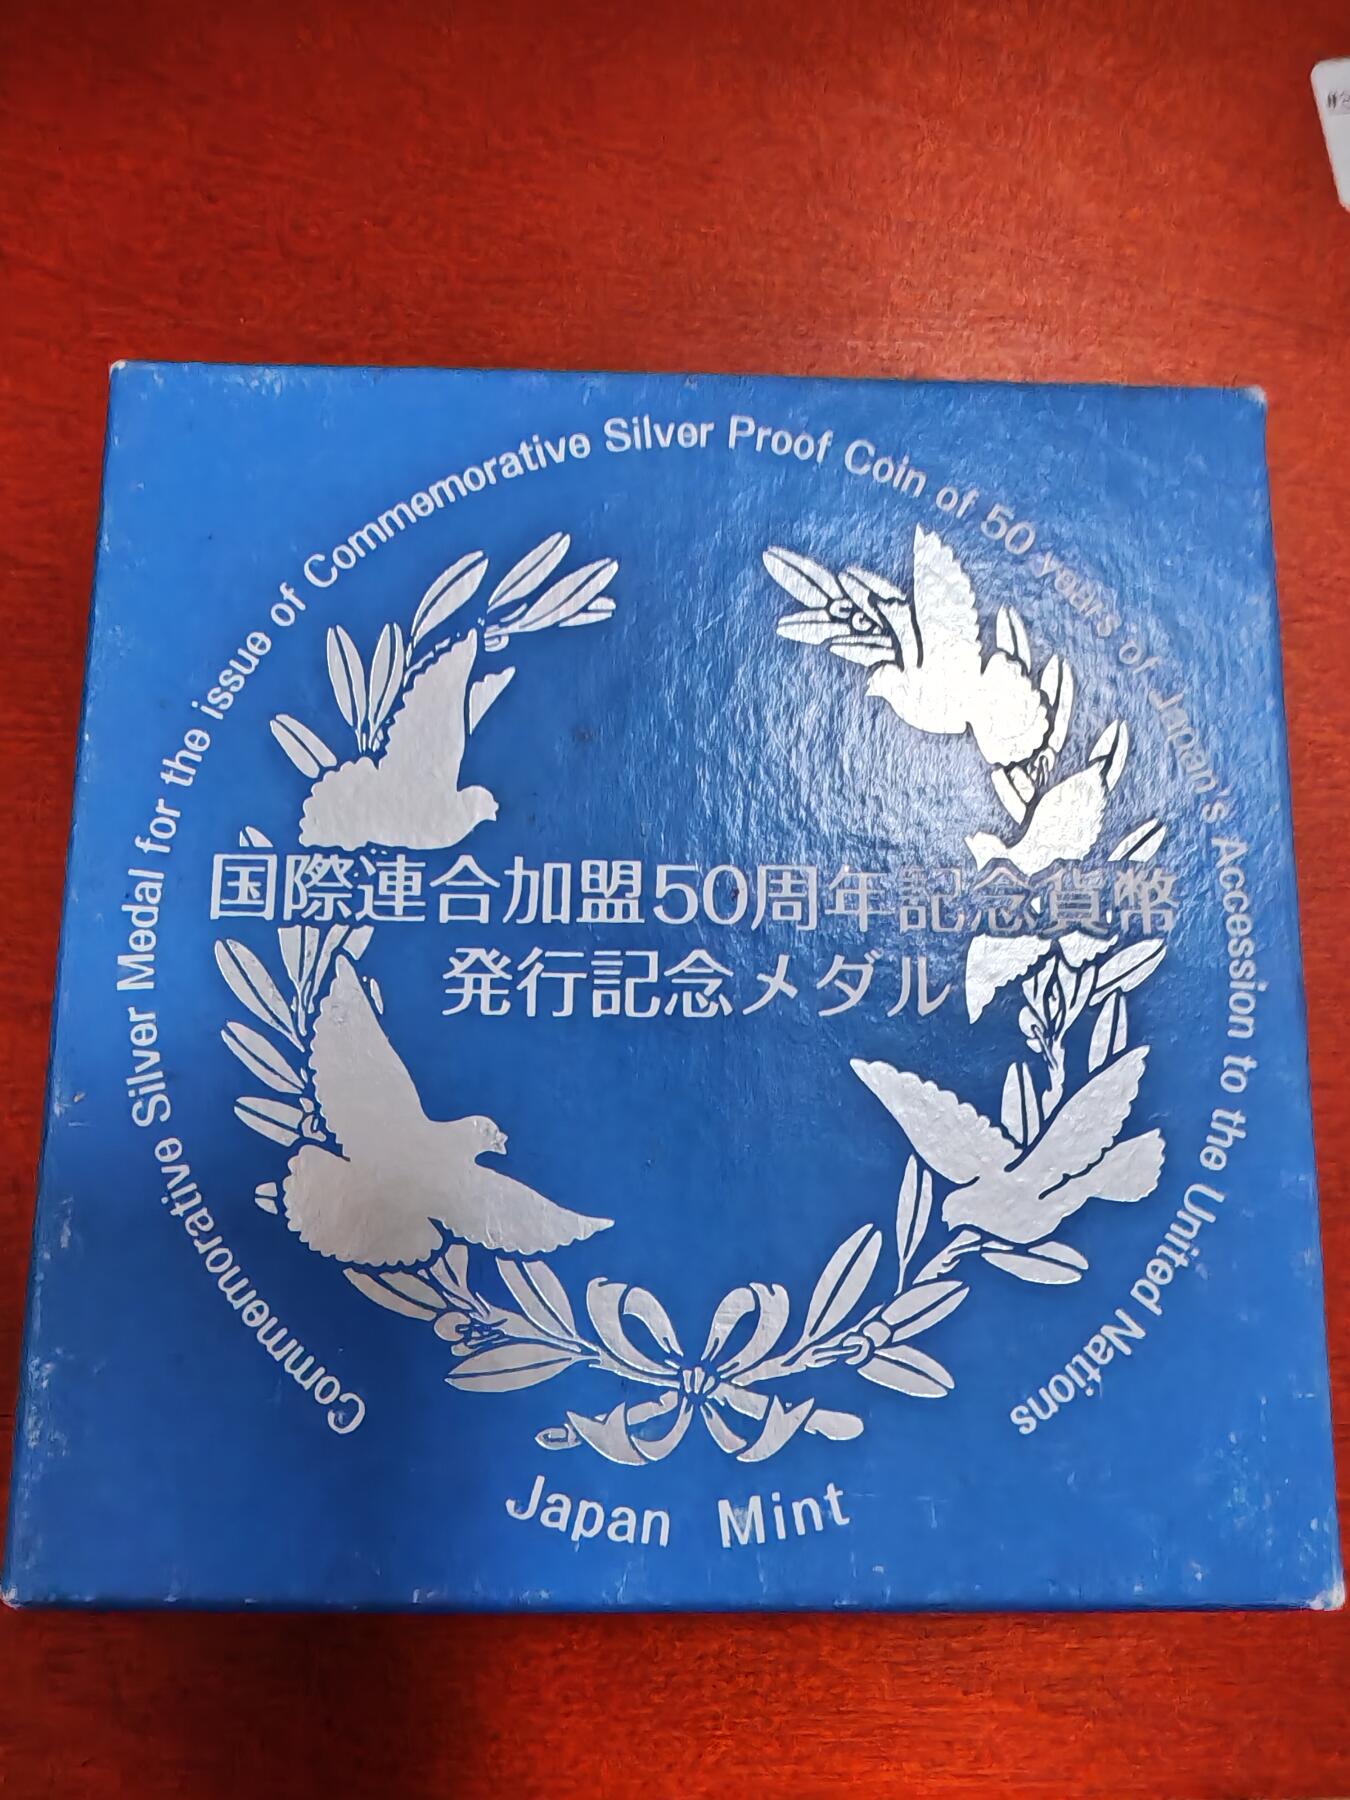 Commemorative Silver Medal for the issue of Commemorative Silver Proof Coin of 50 years of Japan's Accession to the United Nations
国際連合加盟50周年記念貨幣
発行記念メダル
Japan Mint